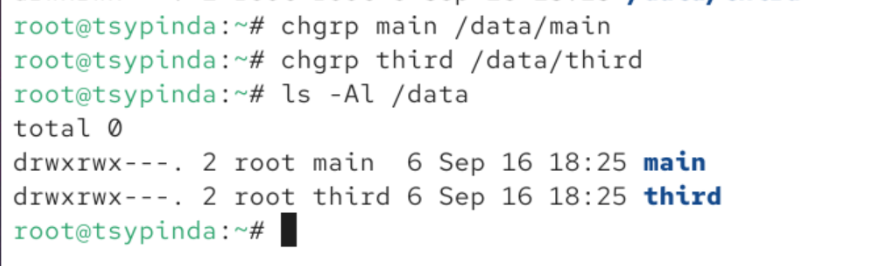 root@tsypinda:~# chgrp main /data/main
root@tsypinda:~# chgrp third /data/third
root@tsypinda:~# ls -Al /data
total 0
drwxrwx---. 2 root main  6 Sep 16 18:25 main
drwxrwx---. 2 root third 6 Sep 16 18:25 third
root@tsypinda:~#